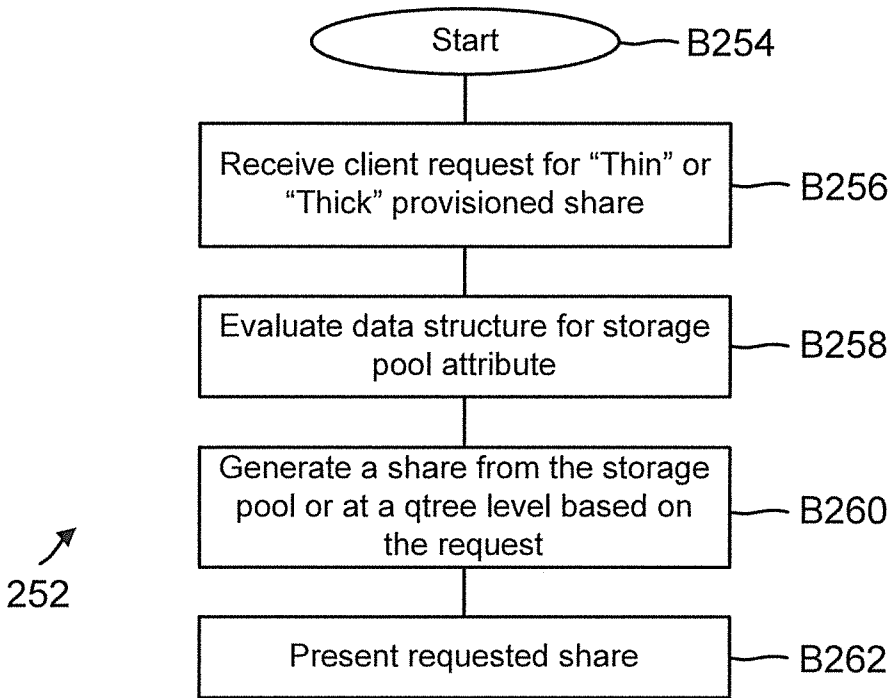 Start
B254
Receive client request for “Thin” or
“Thick” provisioned share
B256
Evaluate data structure for storage
pool attribute
B258
Generate a share from the storage
pool or at a qtree level based on
the request
B260
252
Present requested share
B262